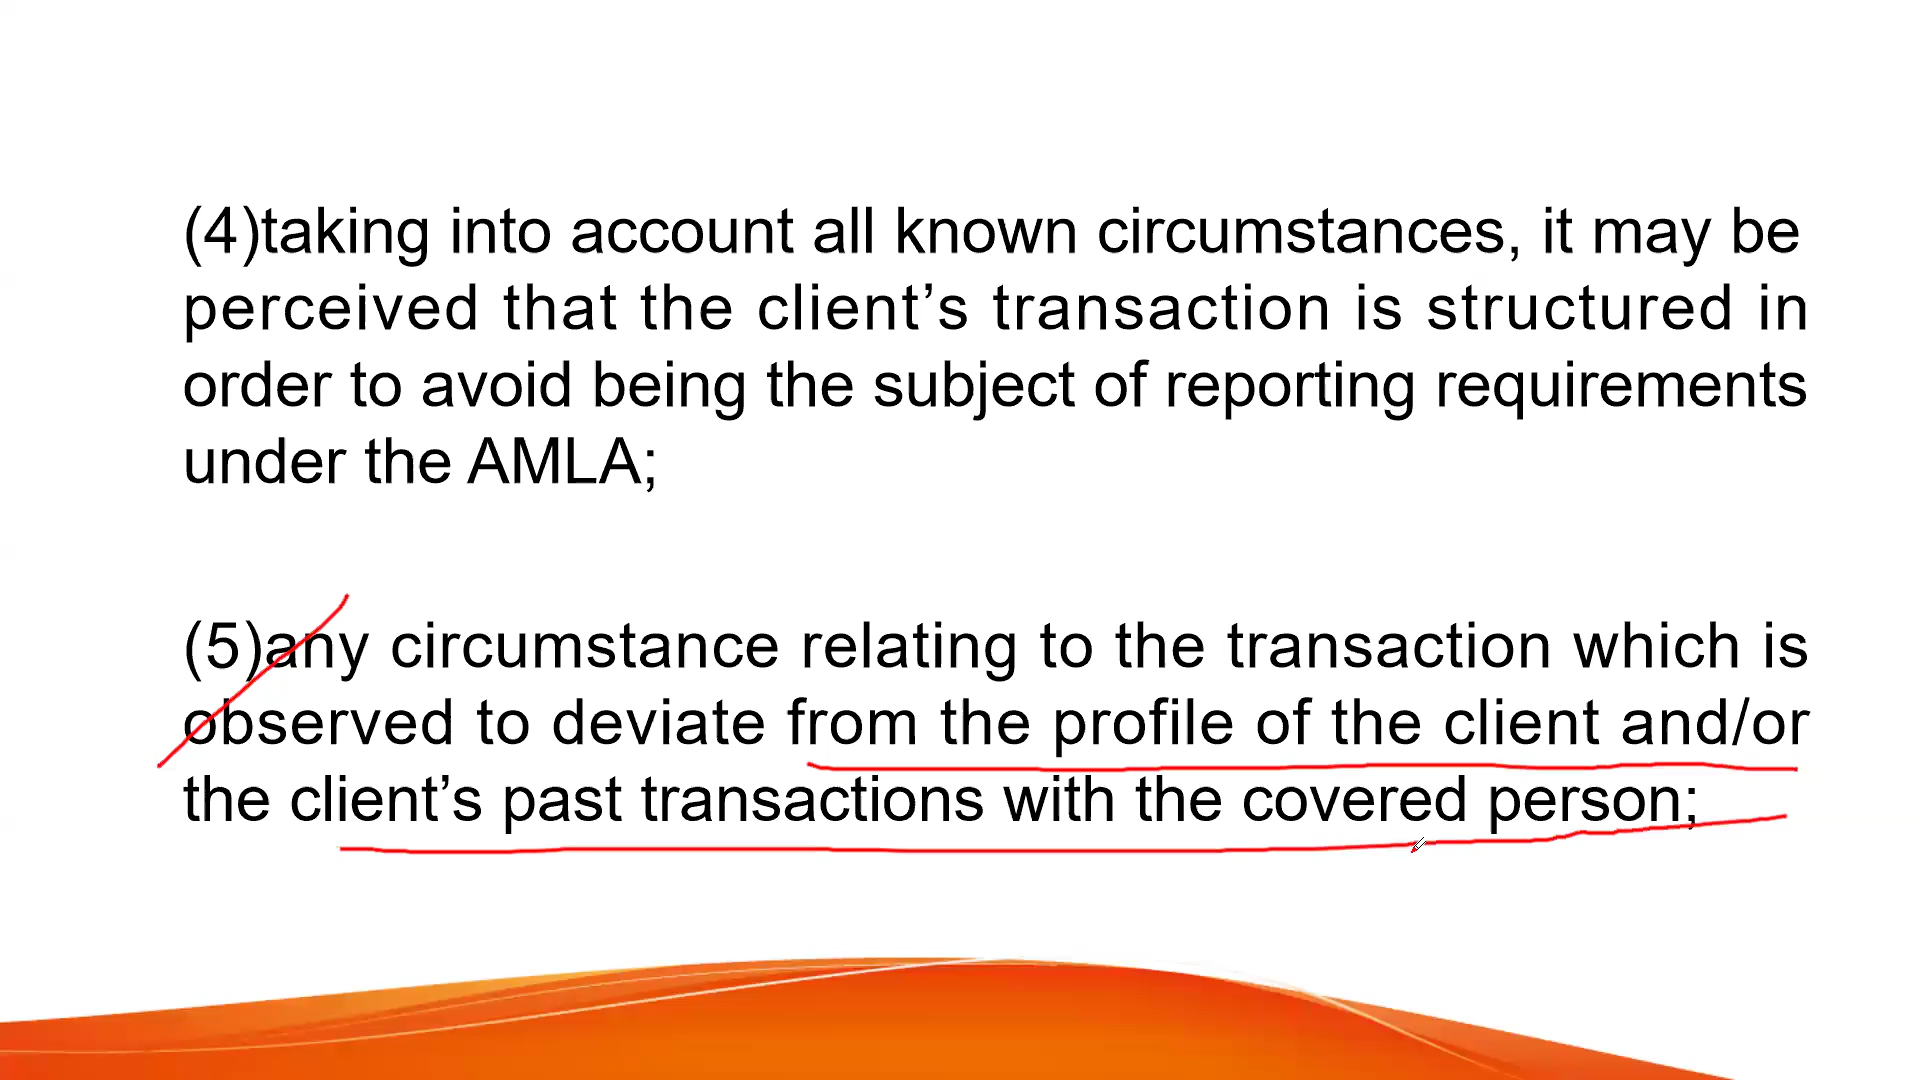 (4)taking into account all known circumstances, it may be
perceived that the client’s transaction is structured in
order to avoid being the subject of reporting requirements
under the AMLA;
(5)any circumstance relating to the transaction which is
observed to deviate from the profile of the client and/or
the client’s past transactions with the covered person;